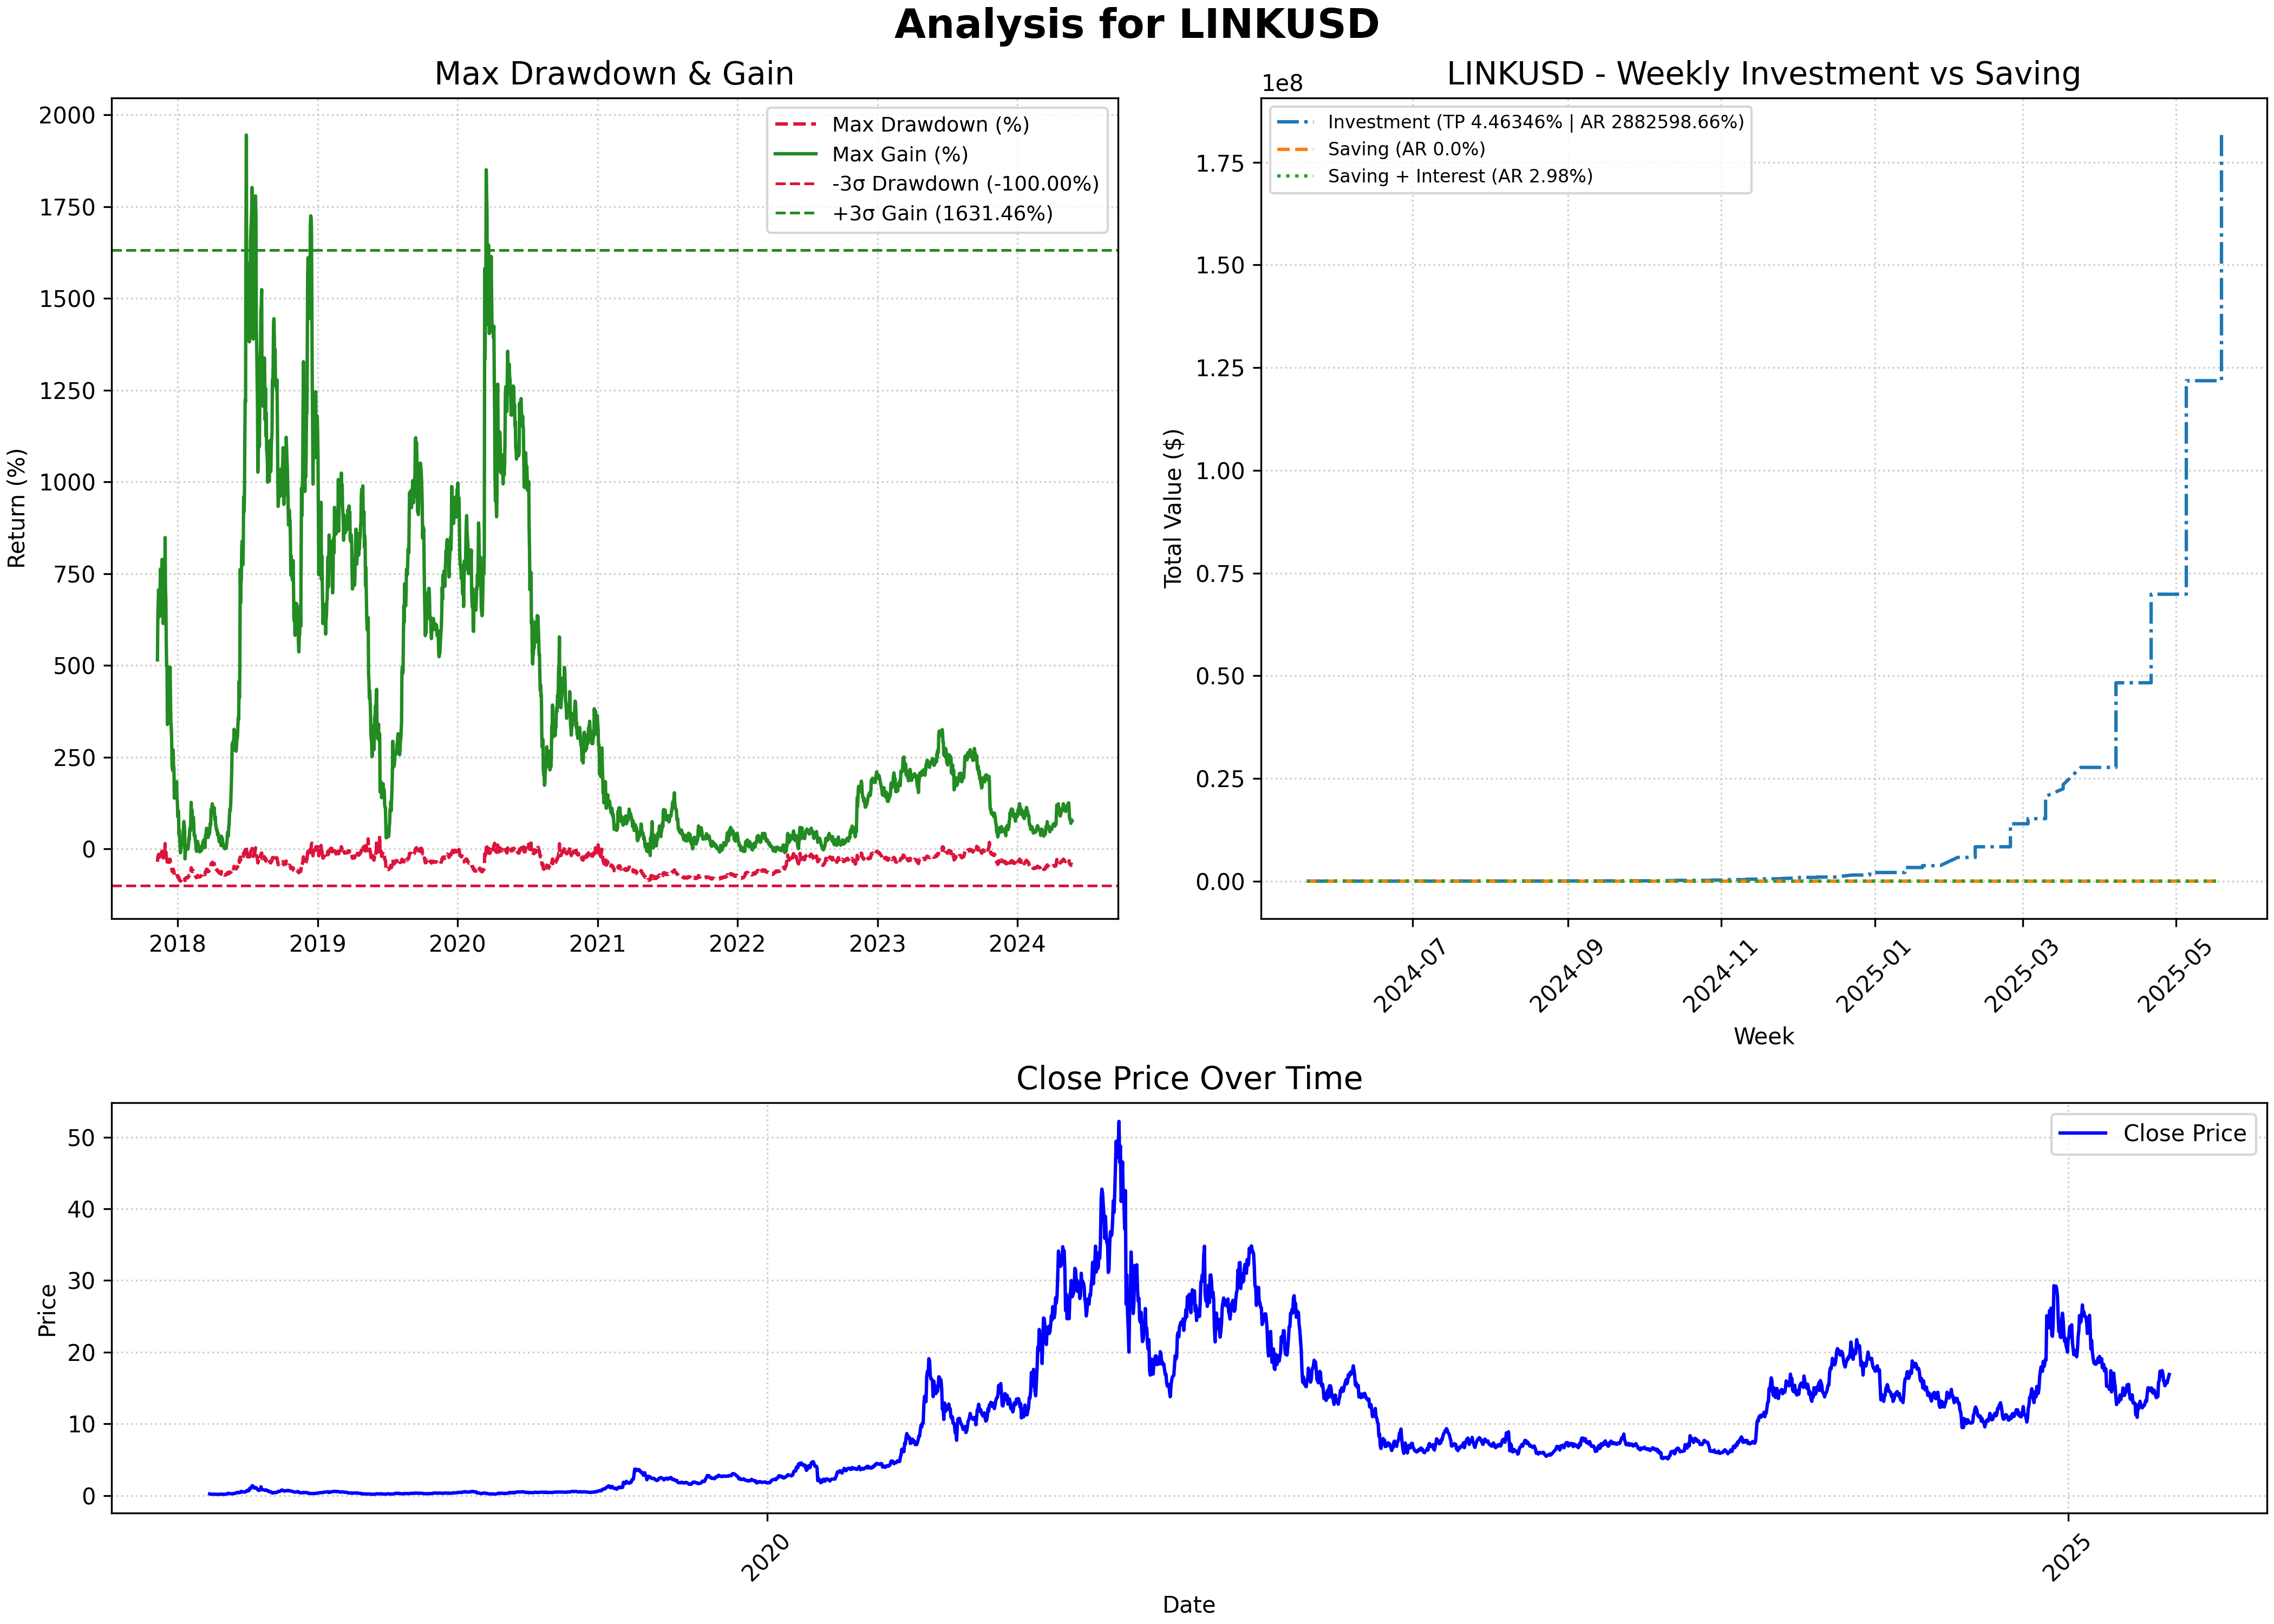 Analysis for LINKUSD
Max Drawdown & Gain
Return (%)
2000
1750
1500
1250
1000
750
500
250
0
Max Drawdown (%)
Max Gain (%)
-3σ Drawdown (-100.00%)
+3σ Gain (1631.46%)
2018 2019 2020 2021 2022 2023 2024
LINKUSD - Weekly Investment vs Saving
1e8
Total Value ($)
1.75
1.50
1.25
1.00
0.75
0.50
0.25
0.00
Investment (TP 4.46346% | AR 2882598.66%)
Saving (AR 0.0%)
Saving + Interest (AR 2.98%)
2024-07 2024-09 2024-11 2025-01 2025-03 2025-05
Week
Close Price Over Time
Price
50
40
30
20
10
0
Close Price
2020 2025
Date